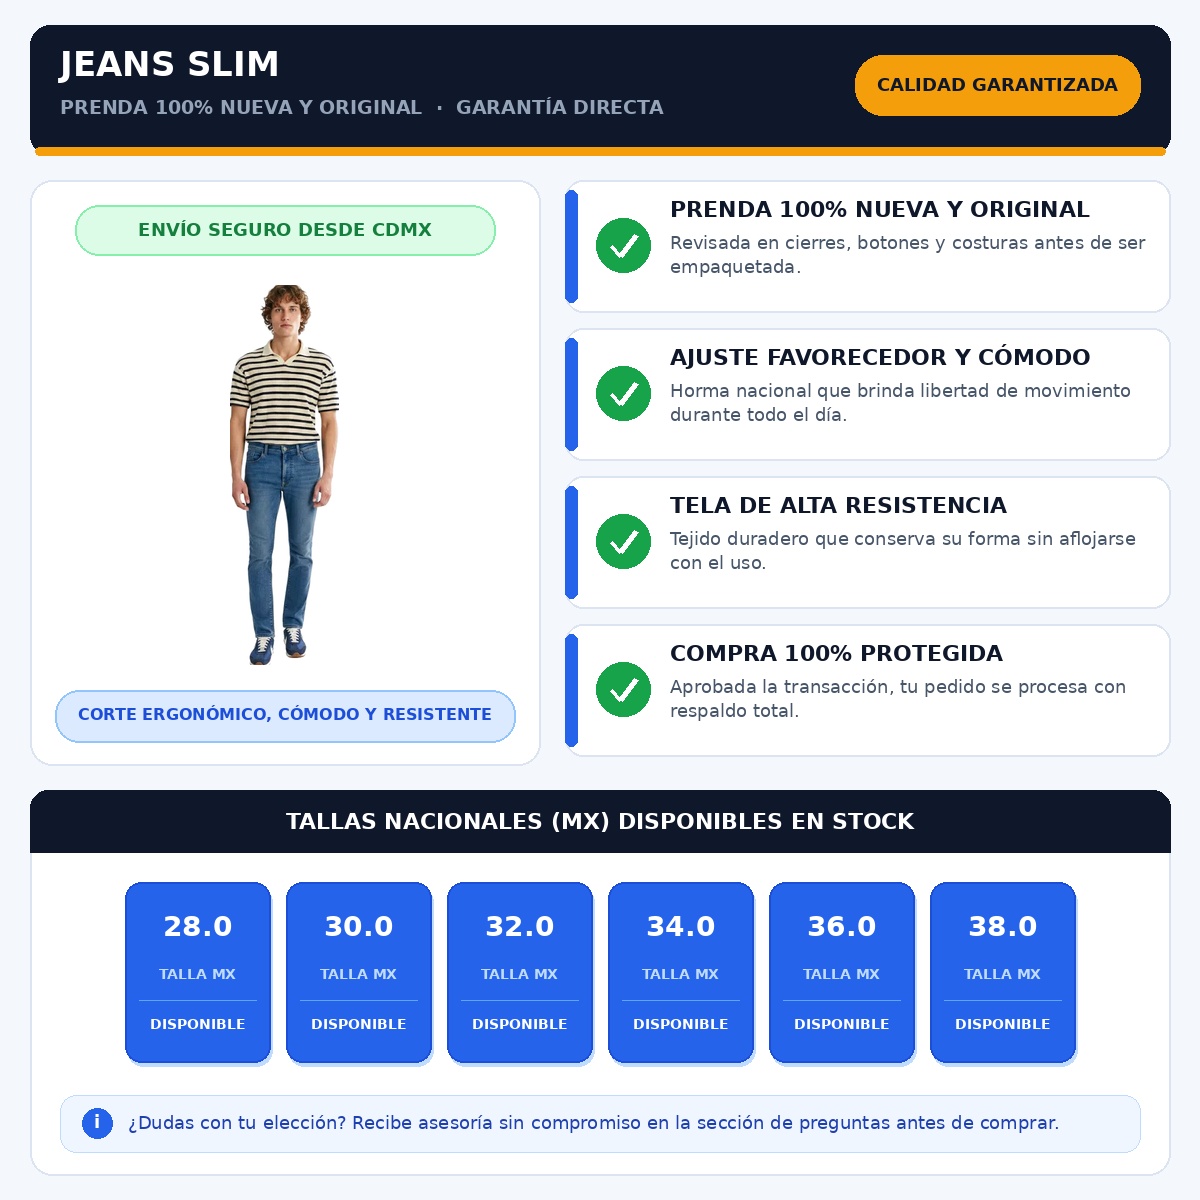 JEANS SLIM
PRENDA 100% NUEVA Y ORIGINAL · GARANTÍA DIRECTA
CALIDAD GARANTIZADA
ENVÍO SEGURO DESDE CDMX
CORTE ERGONÓMICO, CÓMODO Y RESISTENTE
PRENDA 100% NUEVA Y ORIGINAL
Revisada en cierres, botones y costuras antes de ser
empaquetada.
AJUSTE FAVORECEDOR Y CÓMODO
Horma nacional que brinda libertad de movimiento
durante todo el día.
TELA DE ALTA RESISTENCIA
Tejido duradero que conserva su forma sin aflojarse
con el uso.
COMPRA 100% PROTEGIDA
Aprobada la transacción, tu pedido se procesa con
respaldo total.
TALLAS NACIONALES (MX) DISPONIBLES EN STOCK
28.0
TALLA MX
DISPONIBLE
30.0
TALLA MX
DISPONIBLE
32.0
TALLA MX
DISPONIBLE
34.0
TALLA MX
DISPONIBLE
36.0
TALLA MX
DISPONIBLE
38.0
TALLA MX
DISPONIBLE
i
¿Dudas con tu elección? Recibe asesoría sin compromiso en la sección de preguntas antes de comprar.